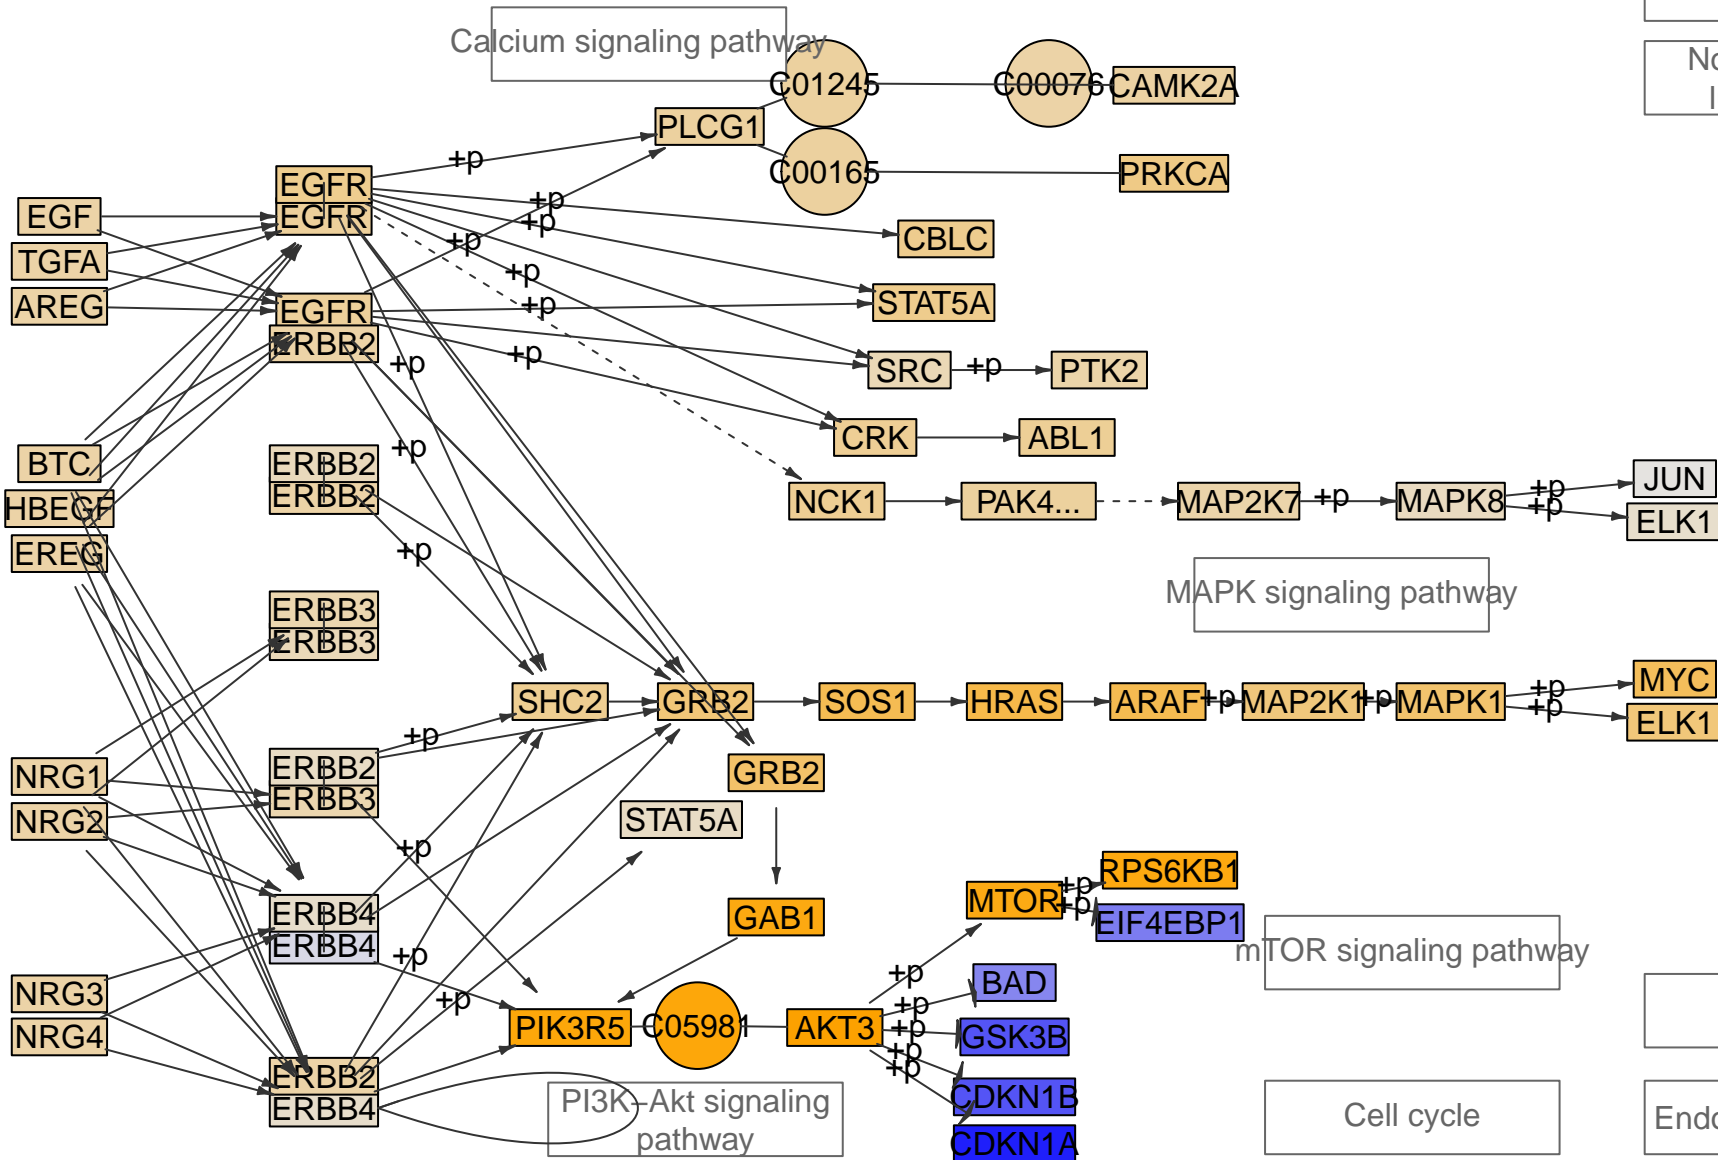 Calcium signaling pathway
No
I
C01245
C00076
CAMK2A
PLCG1
C00165
PRKCA
+p
EGFR
EGFR
EGF
TGFA
AREG
+p
+p
+p
+p
+p
+p
CBLC
STAT5A
EGFR
ERBB2
+p
SRC
+p
PTK2
CRK
ABL1
BTC
HBEGF
EREG
ERBB2
ERBB2
+p
+p
NCK1
PAK4...
MAP2K7
+p
MAPK8
+p
+p
JUN
ELK1
MAPK signaling pathway
ERBB3
ERBB3
SHC2
GRB2
SOS1
HRAS
ARAF
+p
MAP2K1
+p
MAPK1
+p
+p
MYC
ELK1
+p
NRG1
NRG2
ERBB2
ERBB3
GRB2
STAT5A
+p
ERBB4
ERBB4
+p
+p
GAB1
MTOR
+p
+p
RPS6KB1
EIF4EBP1
mTOR signaling pathway
NRG3
NRG4
PIK3R5
C05981
AKT3
+p
+p
+p
+p
+p
BAD
GSK3B
CDKN1B
CDKN1A
ERBB2
ERBB4
PI3K–Akt signaling
pathway
Cell cycle
Endo